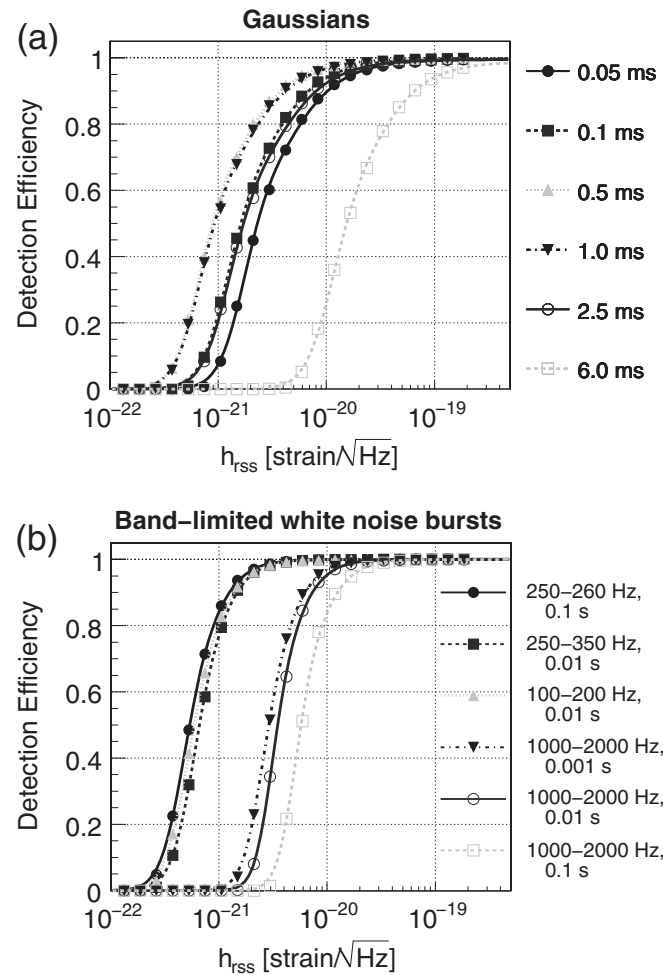 (a)
Gaussians
1
0.8
0.6
0.4
0.2
0
Detection Efficiency
10−22
10−21
10−20
10−19
hrss [strain/√Hz]
0.05 ms
0.1 ms
0.5 ms
1.0 ms
2.5 ms
6.0 ms
(b)
Band−limited white noise bursts
1
0.8
0.6
0.4
0.2
0
Detection Efficiency
10−22
10−21
10−20
10−19
hrss [strain/√Hz]
250−260 Hz,
0.1 s
250−350 Hz,
0.01 s
100−200 Hz,
0.01 s
1000−2000 Hz,
0.001 s
1000−2000 Hz,
0.01 s
1000−2000 Hz,
0.1 s